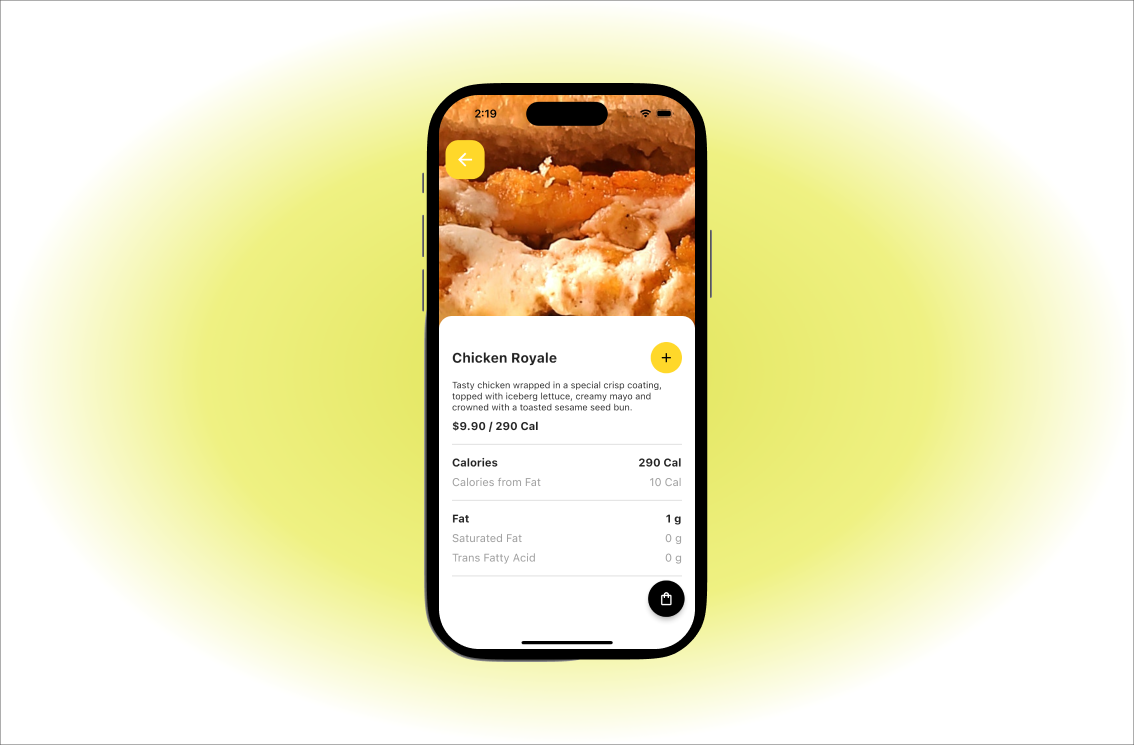 2:19
Chicken Royale
Tasty chicken wrapped in a special crisp coating,
topped with iceberg lettuce, creamy mayo and
crowned with a toasted sesame seed bun.
$9.90 / 290 Cal
Calories 290 Cal
Calories from Fat 10 Cal
Fat 1 g
Saturated Fat 0 g
Trans Fatty Acid 0 g